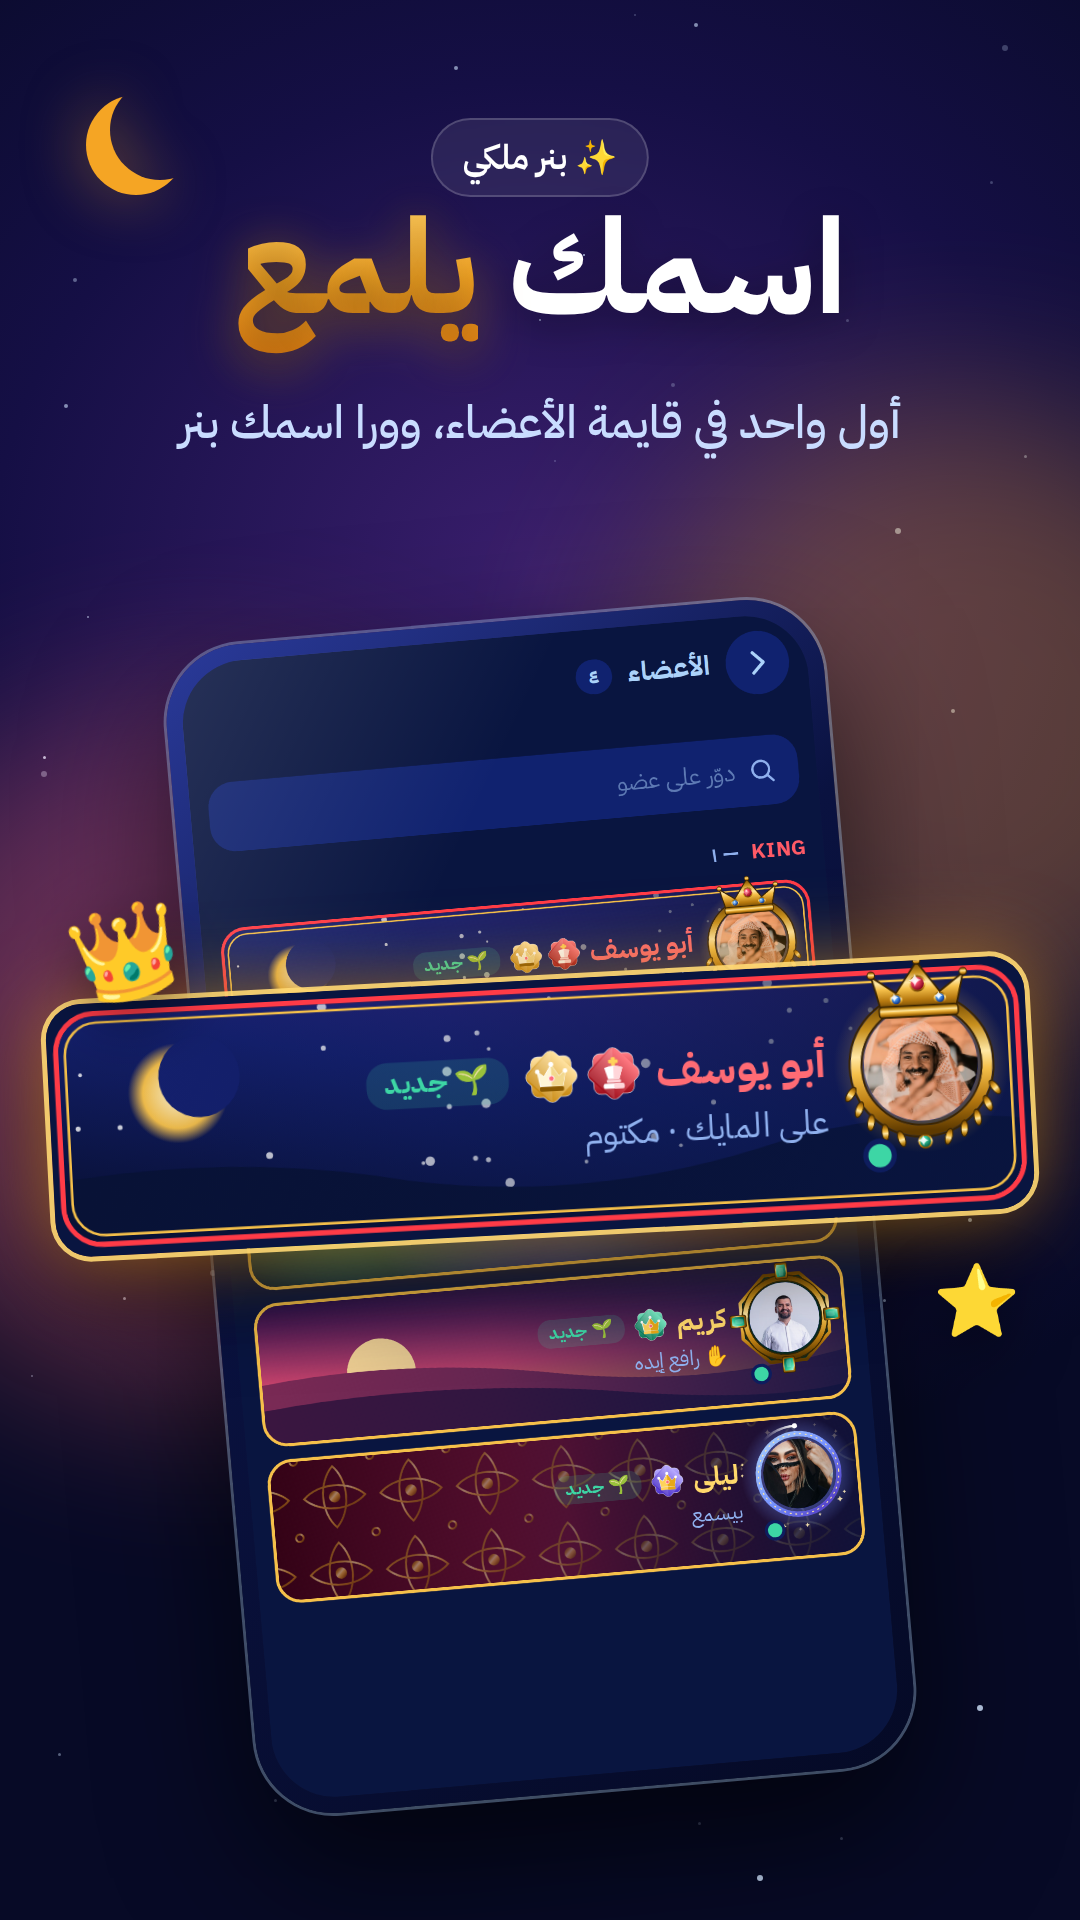 ✨ بنر ملكي
اسمك يلمع
أول واحد في قايمة الأعضاء، وورا اسمك بنر
الأعضاء ٤
دوّر على عضو
KING — ١
أبو يوسف 🌱 جديد
أبو يوسف 🌱 جديد
على المايك · مكتوم
كريم 🌱 جديد
✋ رافع إيده
ليلى 🌱 جديد
بيسمع